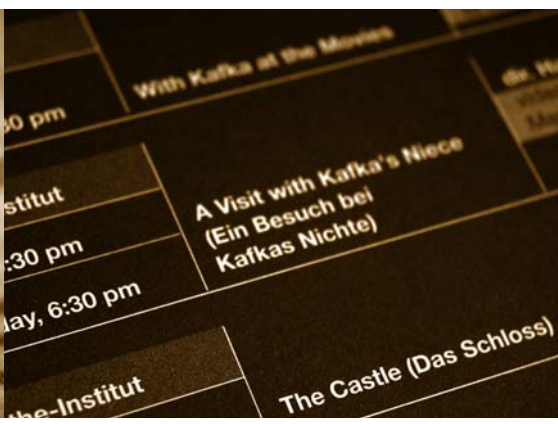 With Kafka at the Movies
30 pm
stitut
:30 pm
day, 6:30 pm
A Visit with Kafka's Niece
(Ein Besuch bei
Kafkas Nichte)
the-Institut
The Castle (Das Schloss)